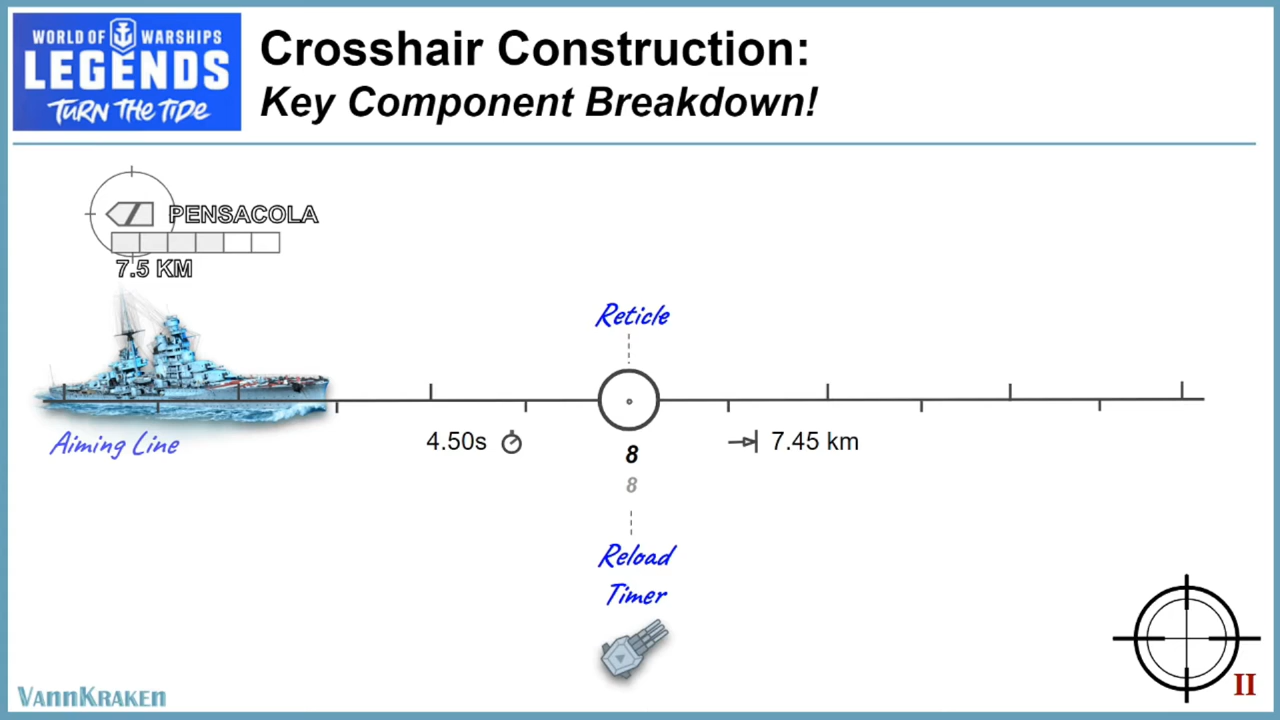 WORLD OF WARSHIPS
LEGENDS
TURN THE TIDE
Crosshair Construction:
Key Component Breakdown!
PENSACOLA
7.5 KM
Reticle
Aiming Line
4.50s
8
7.45 km
8
Reload
Timer
VANNKRAKEN
II